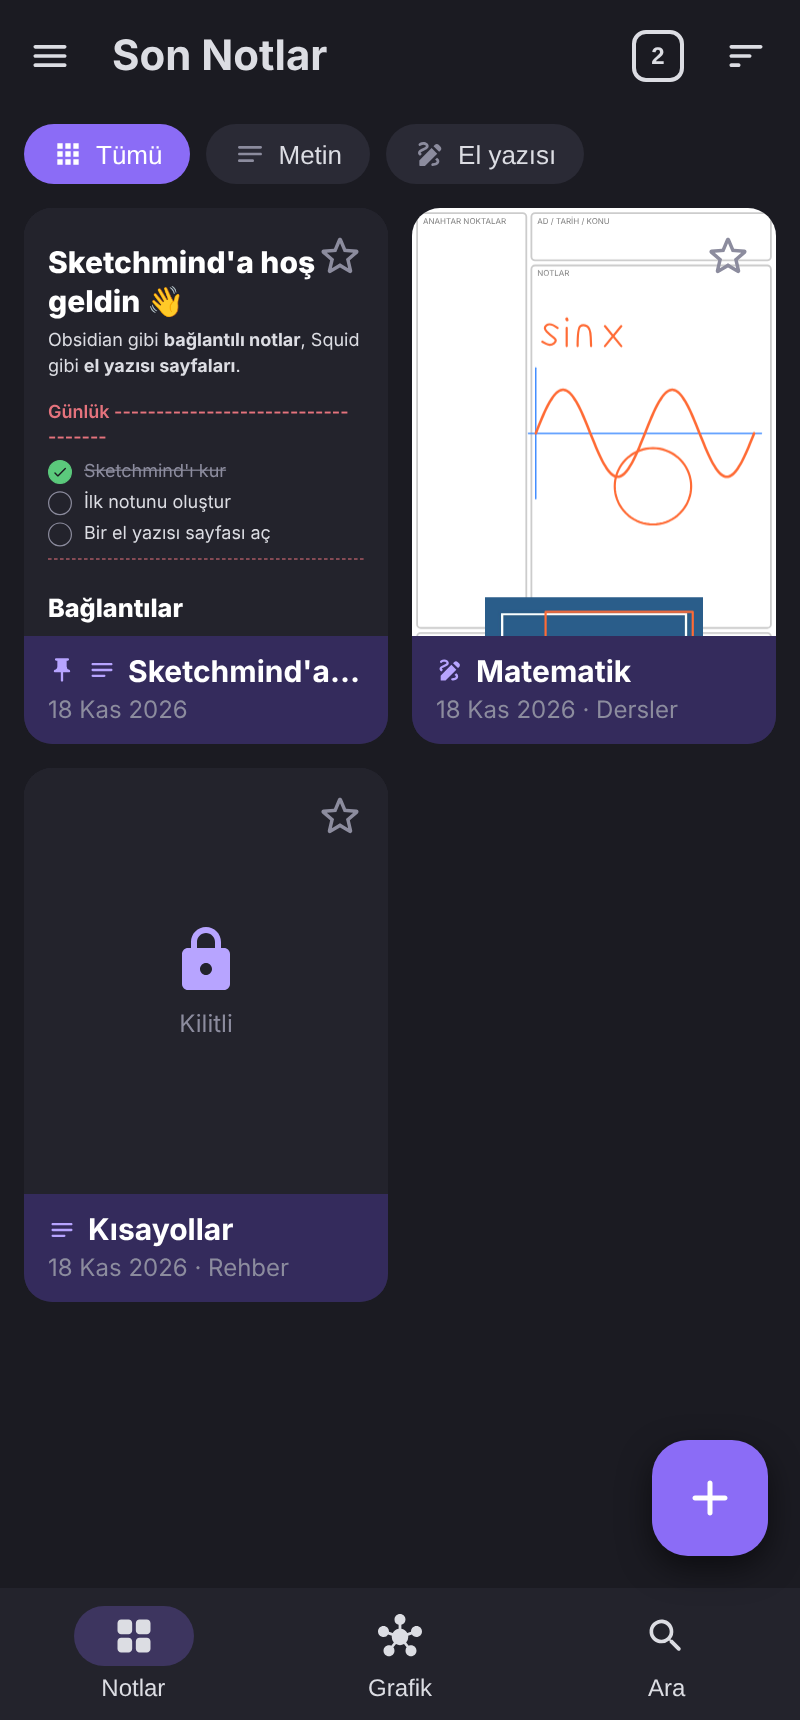 Son Notlar
2
Tümü
Metin
El yazısı
Sketchmind'a hoş
geldin 👋
Obsidian gibi bağlantılı notlar, Squid
gibi el yazısı sayfaları.
Günlük ----------------------------
-------
Sketchmind'ı kur
İlk notunu oluştur
Bir el yazısı sayfası aç
Bağlantılar
Sketchmind'a...
18 Kas 2026
ANAHTAR NOKTALAR
AD / TARİH / KONU
NOTLAR
sin x
Matematik
18 Kas 2026 · Dersler
Kilitli
Kısayollar
18 Kas 2026 · Rehber
Notlar
Grafik
Ara